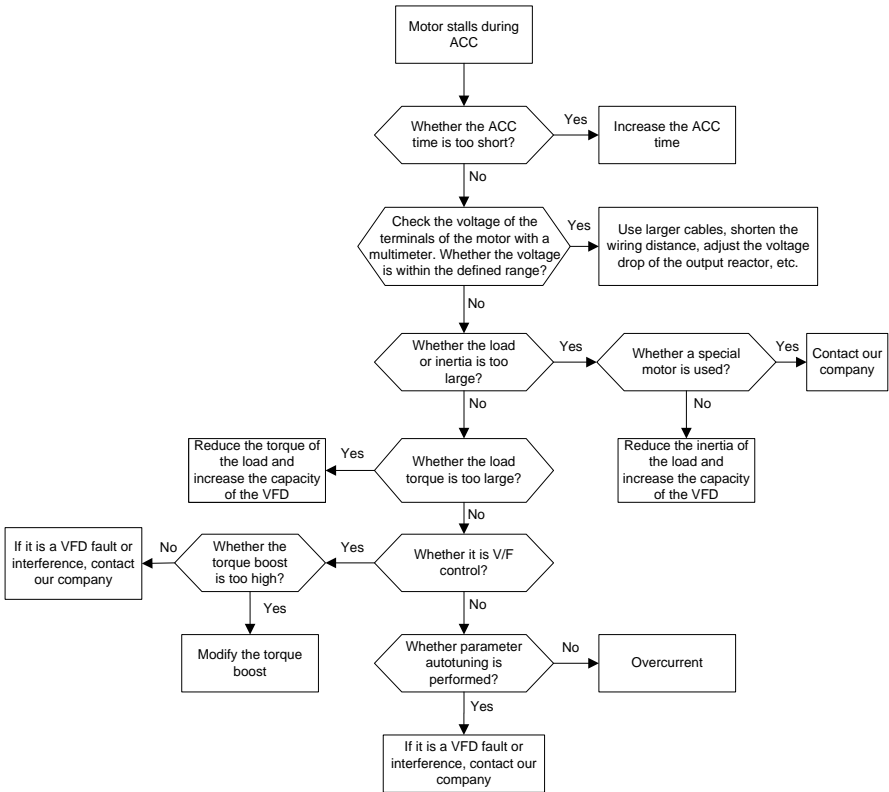 Motor stalls during
ACC
Whether the ACC
time is too short?
Yes
Increase the ACC
time
No
Check the voltage of the
terminals of the motor with a
multimeter. Whether the voltage
is within the defined range?
Yes
Use larger cables, shorten the
wiring distance, adjust the voltage
drop of the output reactor, etc.
No
Whether the load
or inertia is too
large?
Yes
Whether a special
motor is used?
Yes
Contact our
company
No
No
Reduce the torque of
the load and
increase the capacity
of the VFD
Yes
Whether the load
torque is too large?
Reduce the inertia of
the load and
increase the capacity
of the VFD
No
If it is a VFD fault or
interference, contact
our company
No
Whether the
torque boost
is too high?
Yes
Whether it is V/F
control?
Yes
No
Modify the torque
boost
Whether parameter
autotuning is
performed?
No
Overcurrent
Yes
If it is a VFD fault or
interference, contact our
company